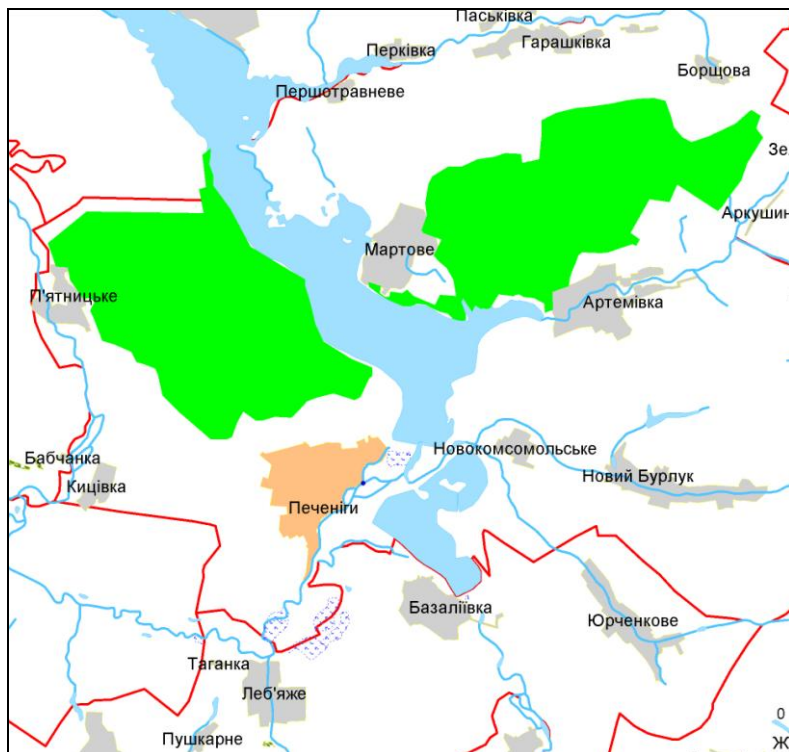 Паськівка
Гарашківка
Перківка
Борщова
Першотравневе
Зе
Аркушин
Мартове
П'ятницьке
Артемівка
Новокомсомольське
Бабчанка
Кицівка
Новий Бурлук
Печеніги
Базаліївка
Юрченкове
Таганка
Леб'яже
0
Пушкарне
Ж